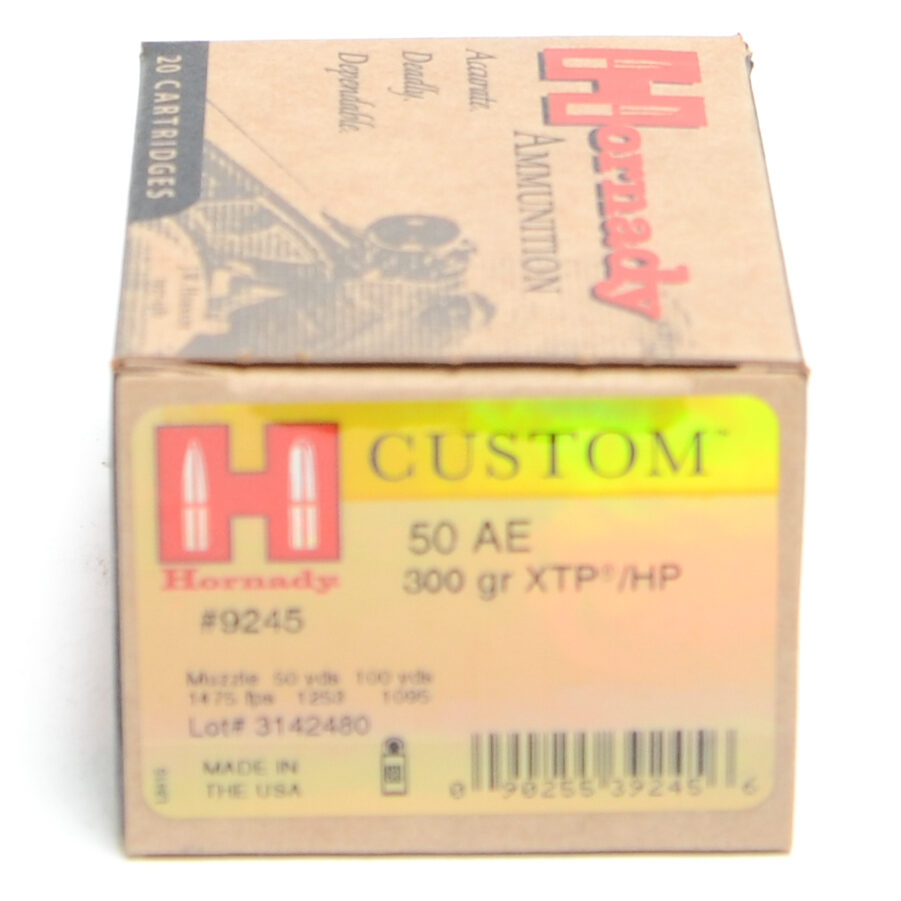 Hornady
AMMUNITION
Accurate.
Deadly.
Dependable.
20 CARTRIDGES
H
Hornady
CUSTOM™
50 AE
300 gr XTP®/HP
#9245
Muzzle 50 yds 100 yds
1475 fps 1253 1095
Lot# 3142480
MADE IN
THE USA
0 90255 39245 6